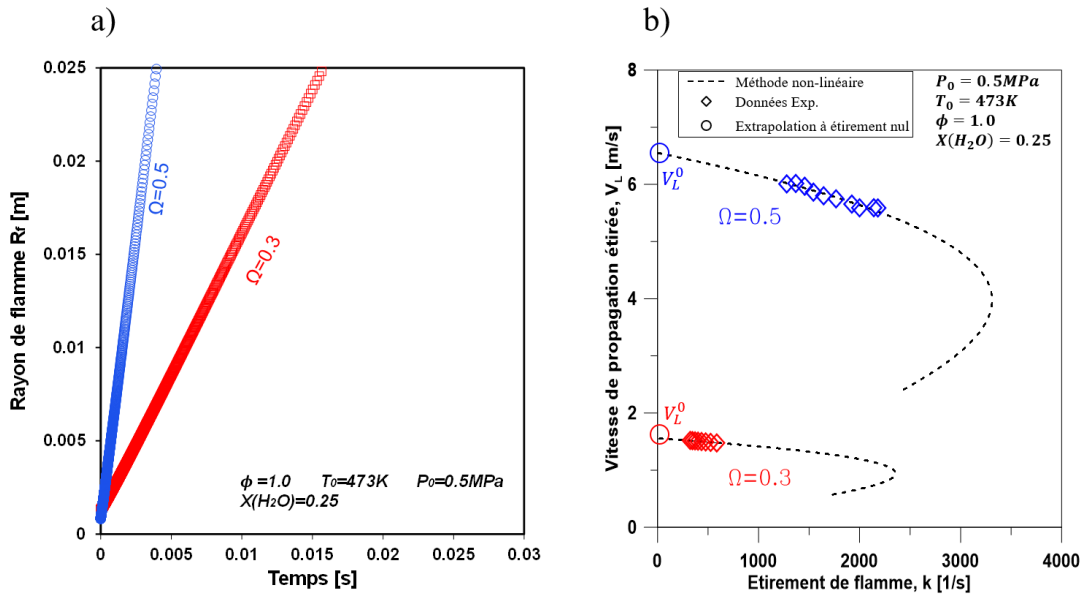 a)
0.025
0.02
0.015
0.01
0.005
0
Rayon de flamme Rf [m]
Ω=0.5
Ω=0.3
ϕ =1.0 T0=473K P0=0.5MPa
X(H2O)=0.25
0 0.005 0.01 0.015 0.02 0.025 0.03
Temps [s]
b)
8
6
4
2
0
Vitesse de propagation étirée, VL [m/s]
Méthode non-linéaire
Données Exp.
Extrapolation à étirement nul
P0 = 0.5MPa
T0 = 473K
ϕ = 1.0
X(H2O) = 0.25
VL0
Ω=0.5
VL0
Ω=0.3
0 1000 2000 3000 4000
Etirement de flamme, k [1/s]